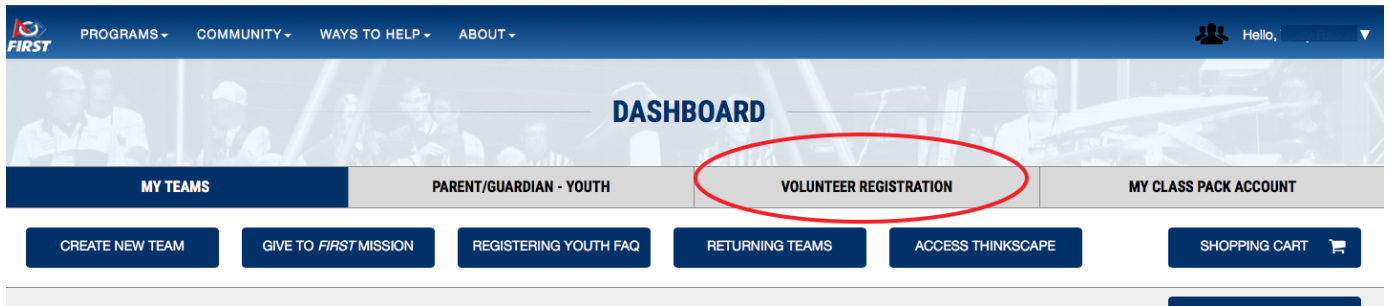 FIRST
PROGRAMS COMMUNITY WAYS TO HELP ABOUT
Hello,
DASHBOARD
MY TEAMS PARENT/GUARDIAN - YOUTH VOLUNTEER REGISTRATION MY CLASS PACK ACCOUNT
CREATE NEW TEAM GIVE TO FIRST MISSION REGISTERING YOUTH FAQ RETURNING TEAMS ACCESS THINKSCAPE SHOPPING CART